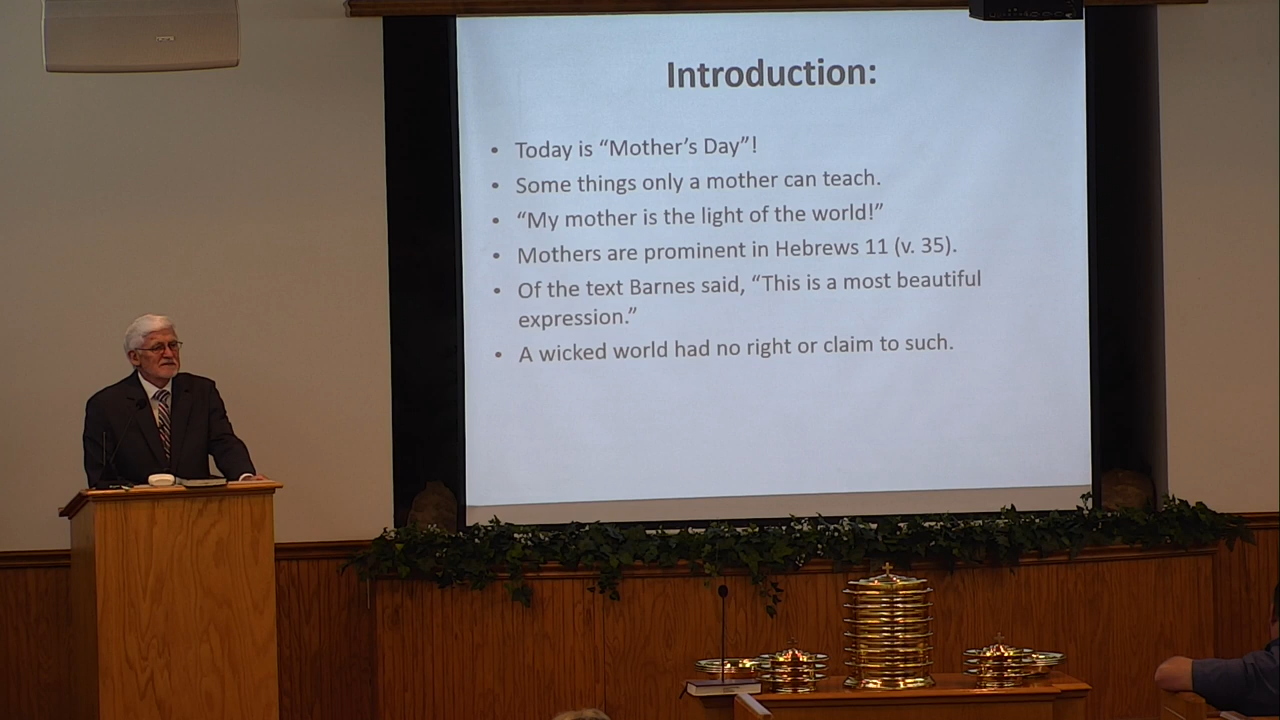 Introduction:
• Today is “Mother’s Day”!
• Some things only a mother can teach.
• “My mother is the light of the world!”
• Mothers are prominent in Hebrews 11 (v. 35).
• Of the text Barnes said, “This is a most beautiful
expression.”
• A wicked world had no right or claim to such.